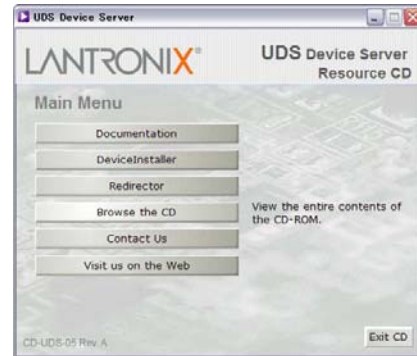 UDS Device Server
LANTRONIX®
UDS Device Server
Resource CD
Main Menu
Documentation
DeviceInstaller
Redirector
Browse the CD
View the entire contents of
the CD-ROM.
Contact Us
Visit us on the Web
CD-UDS-05 Rev. A
Exit CD